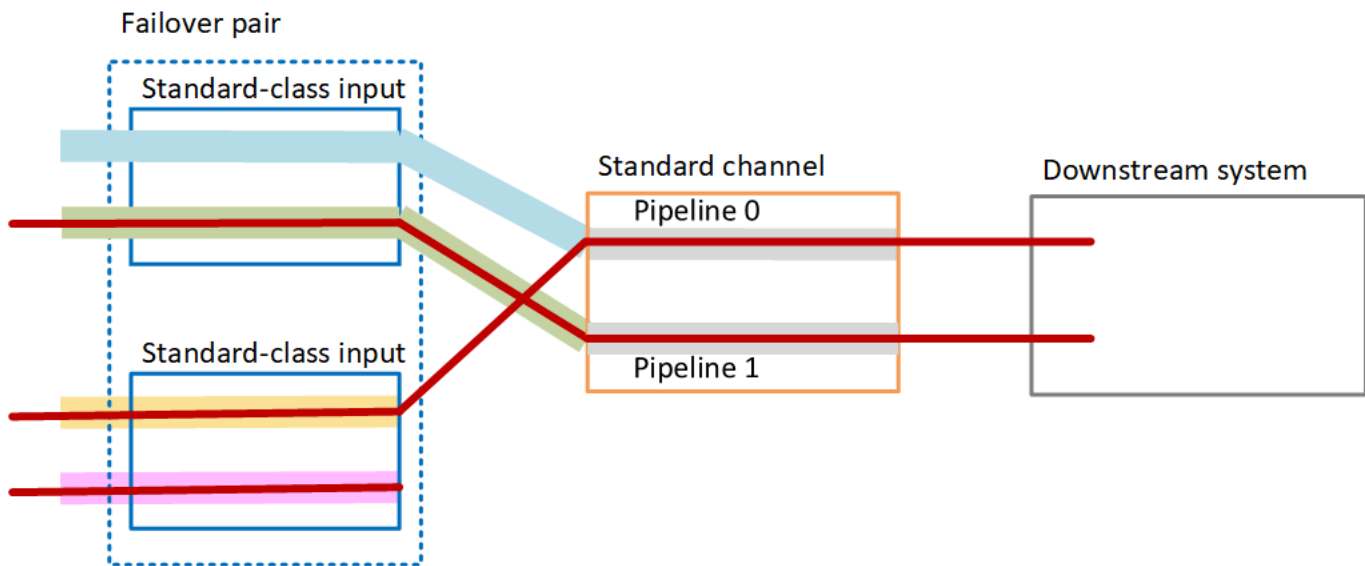 Failover pair
Standard-class input
Standard channel
Downstream system
Pipeline 0
Standard-class input
Pipeline 1